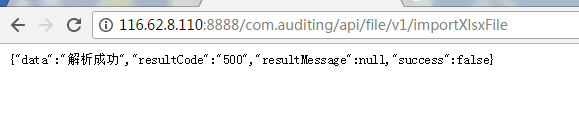 116.62.8.110:8888/com.auditing/api/file/v1/importXlsxFile
{"data":"解析成功","resultCode":"500","resultMessage":null,"success":false}